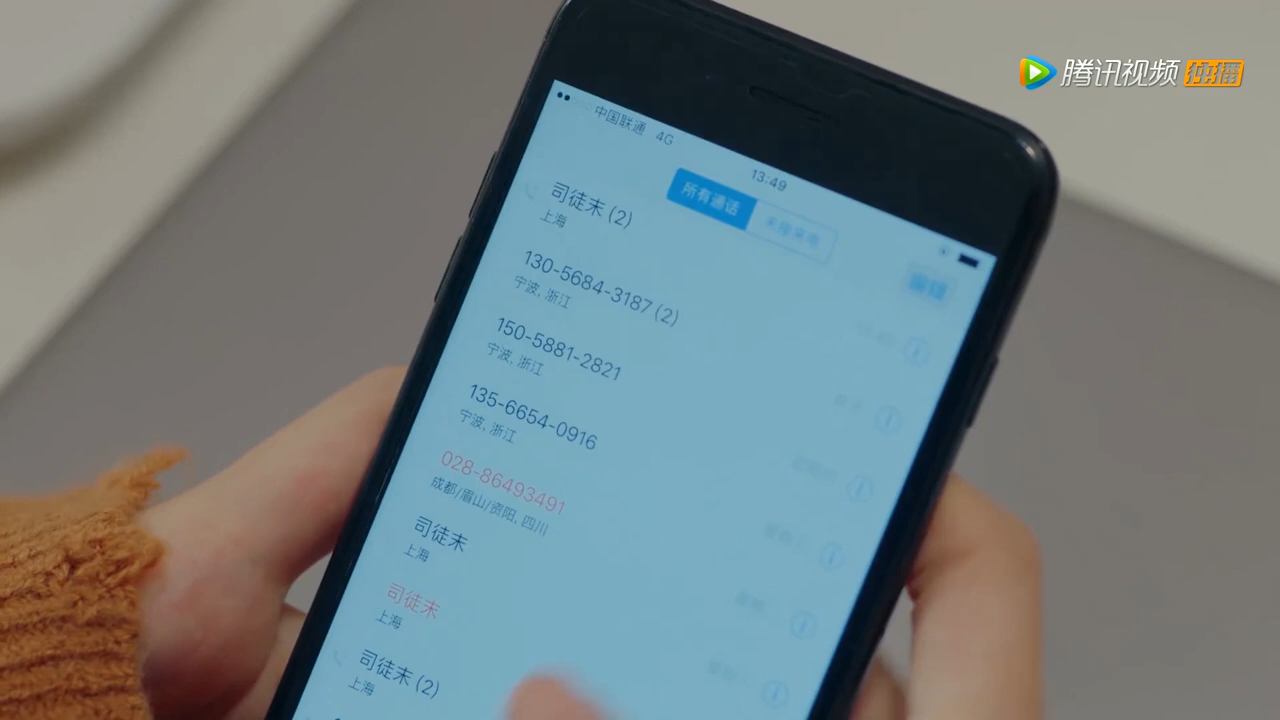 腾讯视频 独播
中国联通 4G
13:49
所有通话 未接来电
编辑
司徒末 (2)
上海
130-5684-3187 (2)
宁波, 浙江
150-5881-2821
宁波, 浙江
135-6654-0916
宁波, 浙江
028-86493491
成都/眉山/资阳, 四川
司徒末
上海
司徒末
上海
司徒末 (2)
上海